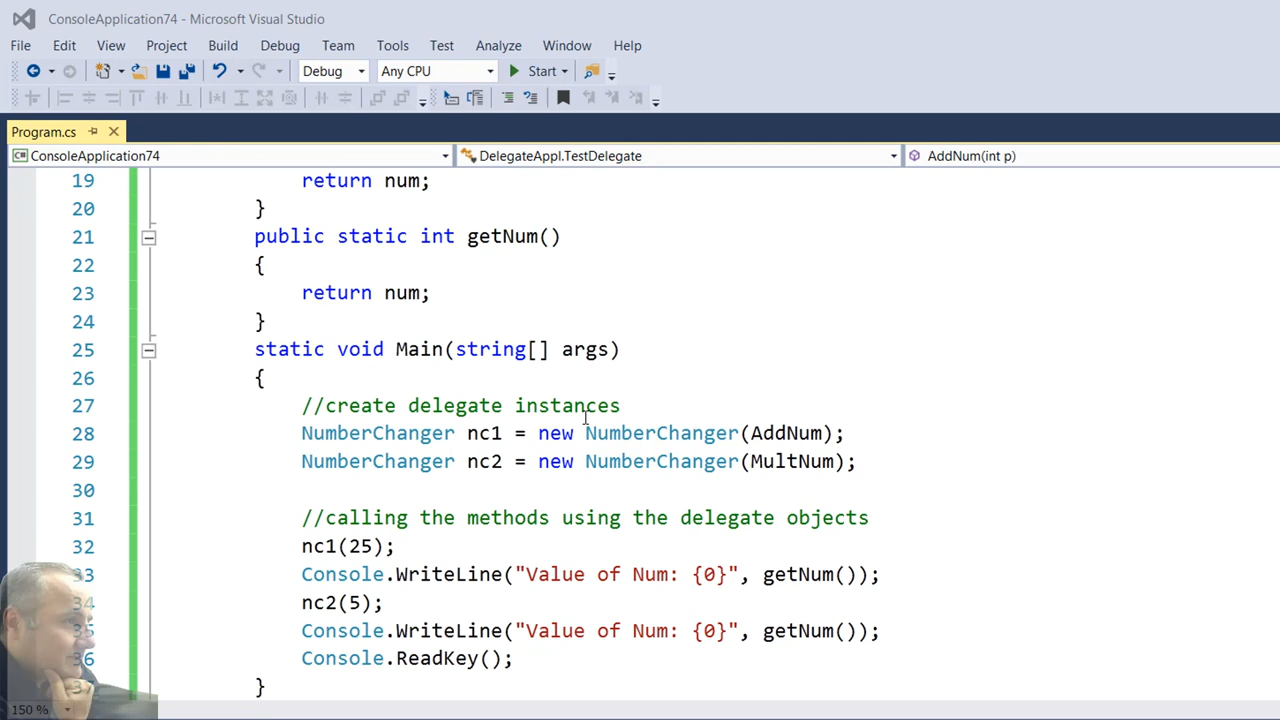 ConsoleApplication74 - Microsoft Visual Studio
File Edit View Project Build Debug Team Tools Test Analyze Window Help
Debug Any CPU Start
Program.cs
ConsoleApplication74 DelegateAppl.TestDelegate AddNum(int p)
19 return num;
20 }
21 public static int getNum()
22 {
23 return num;
24 }
25 static void Main(string[] args)
26 {
27 //create delegate instances
28 NumberChanger nc1 = new NumberChanger(AddNum);
29 NumberChanger nc2 = new NumberChanger(MultNum);
30
31 //calling the methods using the delegate objects
32 nc1(25);
33 Console.WriteLine("Value of Num: {0}", getNum());
34 nc2(5);
35 Console.WriteLine("Value of Num: {0}", getNum());
36 Console.ReadKey();
37 }
150 %